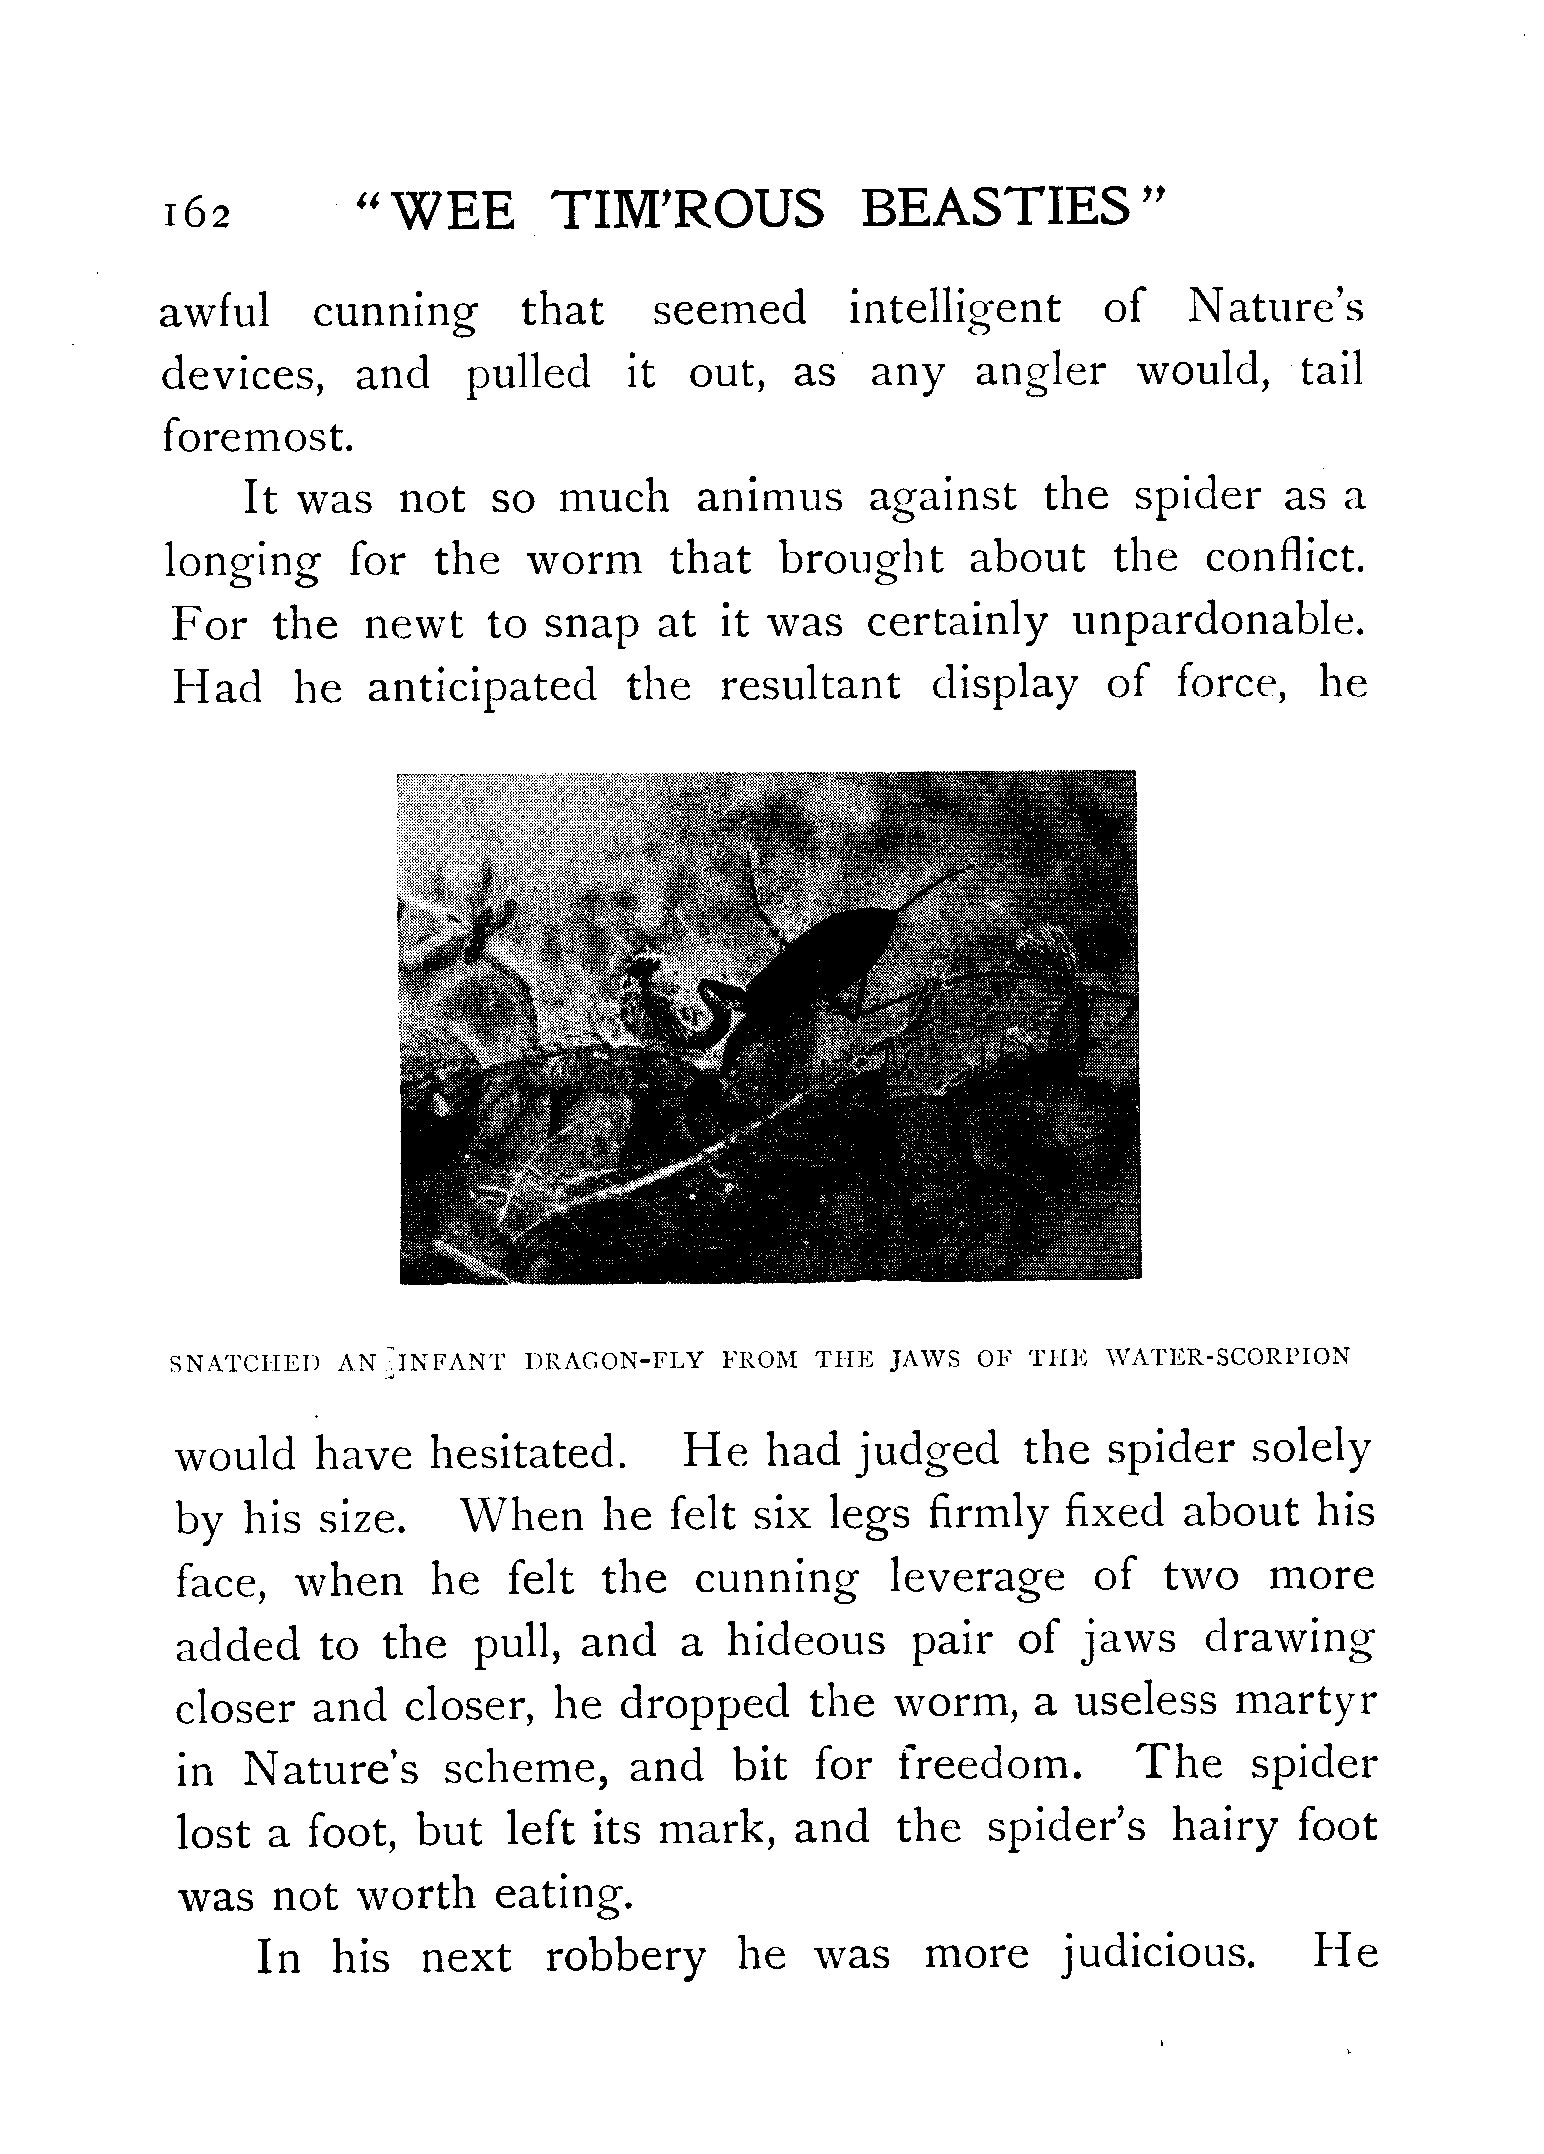 162 "WEE TIM'ROUS BEASTIES"
awful cunning that seemed intelligent of Nature's
devices, and pulled it out, as any angler would, tail
foremost.
It was not so much animus against the spider as a
longing for the worm that brought about the conflict.
For the newt to snap at it was certainly unpardonable.
Had he anticipated the resultant display of force, he
SNATCHED AN INFANT DRAGON-FLY FROM THE JAWS OF THE WATER-SCORPION
would have hesitated. He had judged the spider solely
by his size. When he felt six legs firmly fixed about his
face, when he felt the cunning leverage of two more
added to the pull, and a hideous pair of jaws drawing
closer and closer, he dropped the worm, a useless martyr
in Nature's scheme, and bit for freedom. The spider
lost a foot, but left its mark, and the spider's hairy foot
was not worth eating.
In his next robbery he was more judicious. He